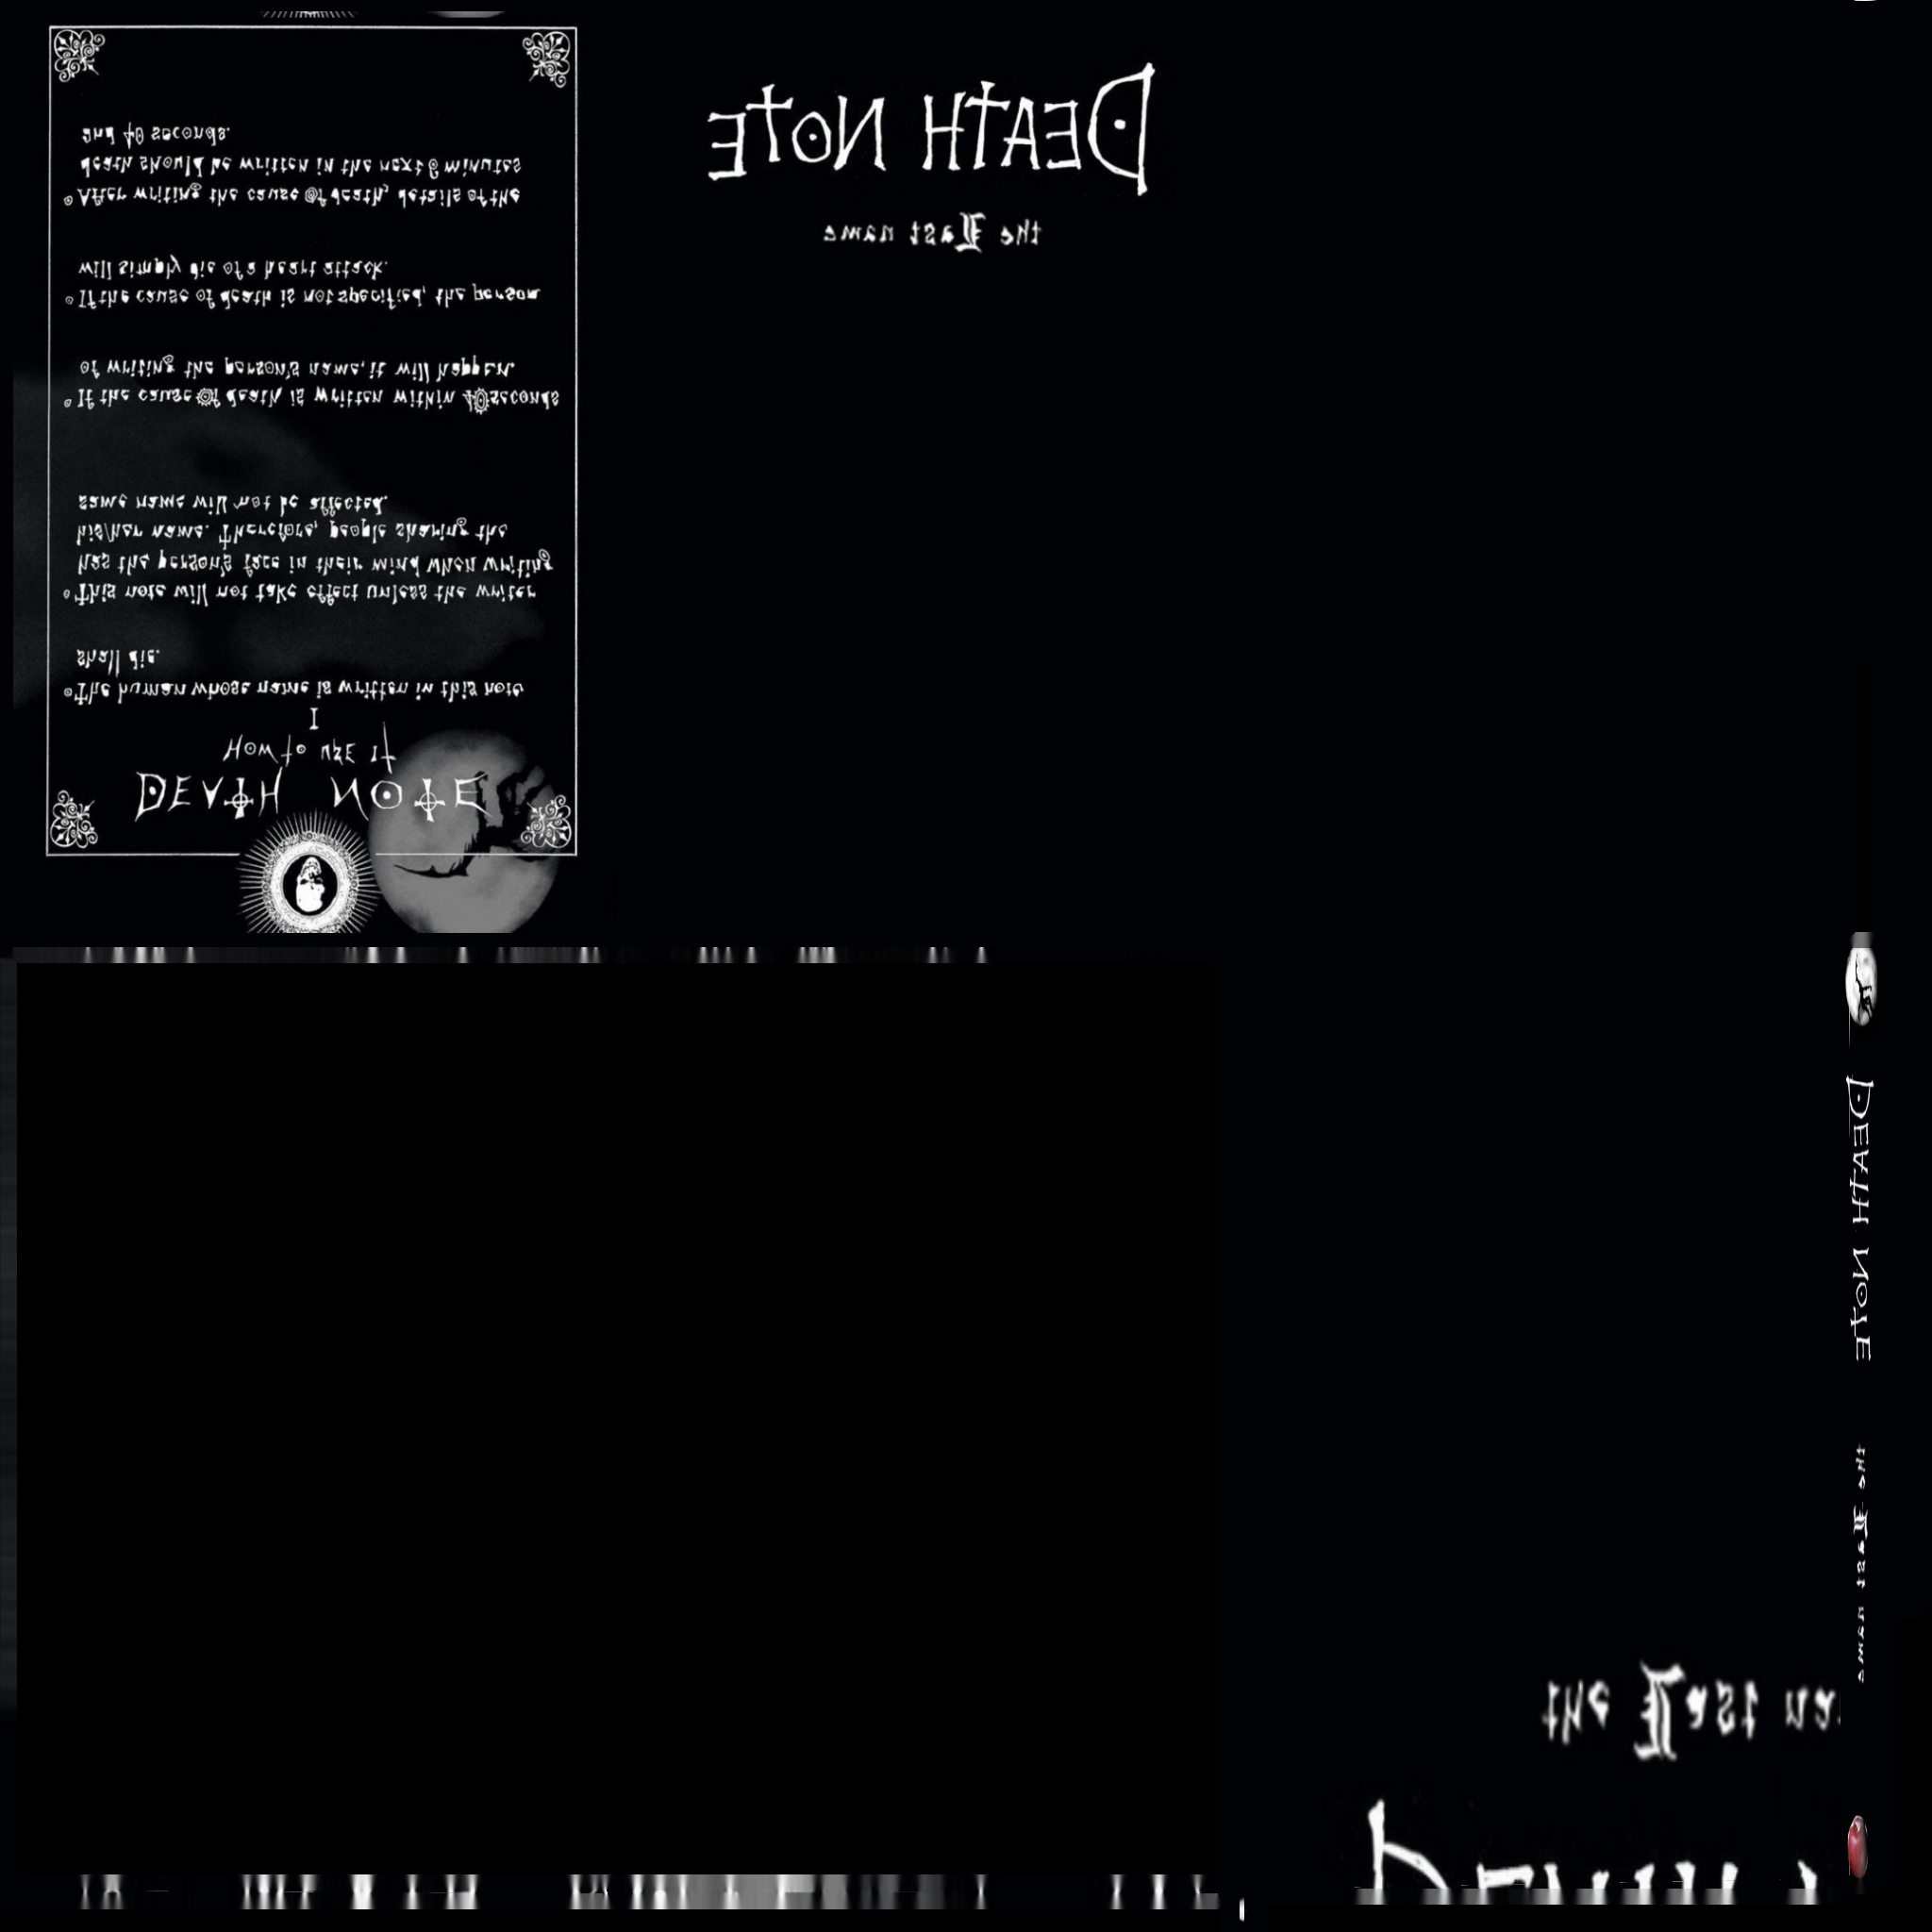 DEATH NOTE
HOW to USE IT
I
The human whose name is written in this note
shall die.
This note will not take effect unless the writer
has the person's face in their mind when writing
his/her name. Therefore, people sharing the
same name will not be affected.
If the cause of death is written within 40 seconds
of writing the person's name, it will happen.
If the cause of death is not specified, the person
will simply die of a heart attack.
After writing the cause of death, details of the
death should be written in the next 6 minutes
and 40 seconds.
DEATH NOTE
the Last name
DEATH NOTE
the Last name
the Last